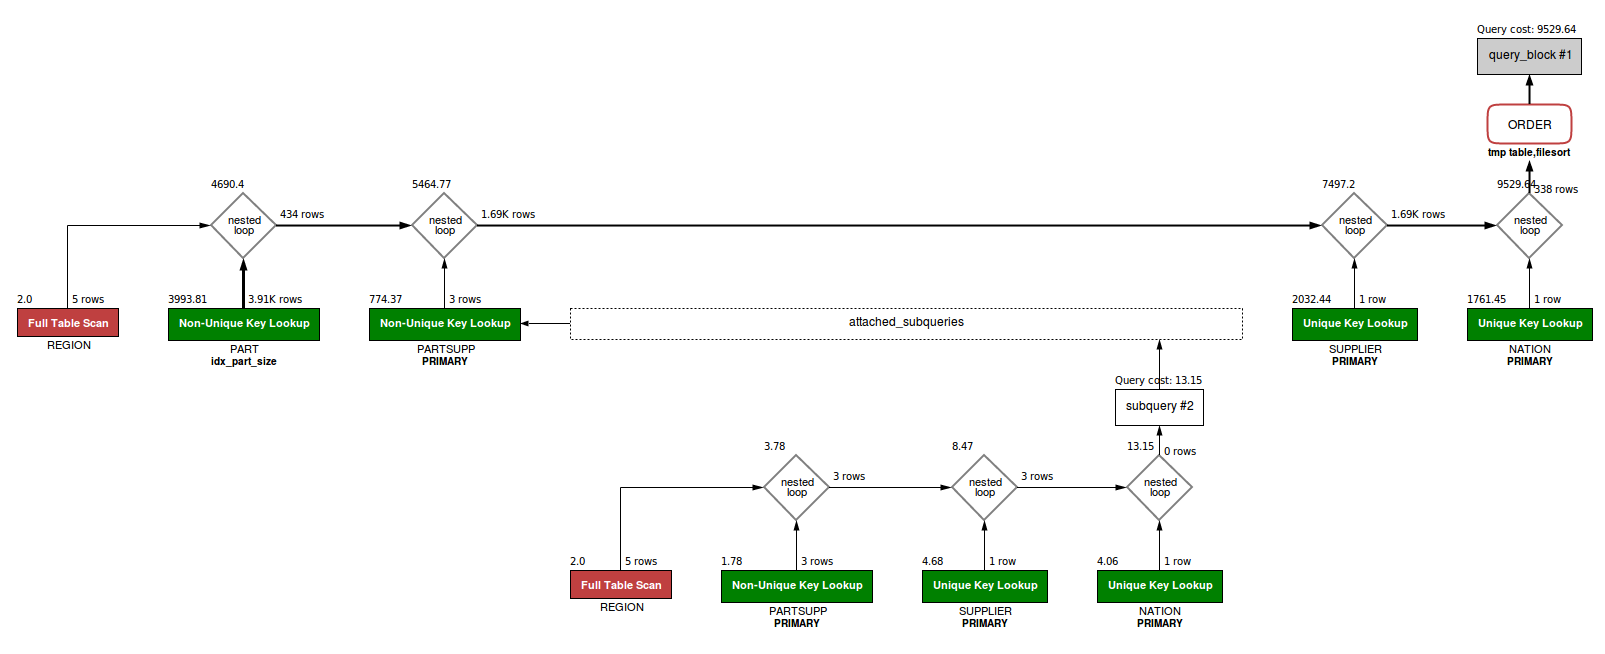 Query cost: 9529.64
query_block #1
ORDER
tmp table,filesort
4690.4
nested
loop
434 rows
5464.77
nested
loop
1.69K rows
7497.2
nested
loop
1.69K rows
9529.64
338 rows
nested
loop
2.0
5 rows
Full Table Scan
REGION
3993.81
3.91K rows
Non-Unique Key Lookup
PART
idx_part_size
774.37
3 rows
Non-Unique Key Lookup
PARTSUPP
PRIMARY
attached_subqueries
2032.44
1 row
Unique Key Lookup
SUPPLIER
PRIMARY
1761.45
1 row
Unique Key Lookup
NATION
PRIMARY
Query cost: 13.15
subquery #2
3.78
nested
loop
3 rows
8.47
nested
loop
3 rows
13.15
0 rows
nested
loop
2.0
5 rows
Full Table Scan
REGION
1.78
3 rows
Non-Unique Key Lookup
PARTSUPP
PRIMARY
4.68
1 row
Unique Key Lookup
SUPPLIER
PRIMARY
4.06
1 row
Unique Key Lookup
NATION
PRIMARY